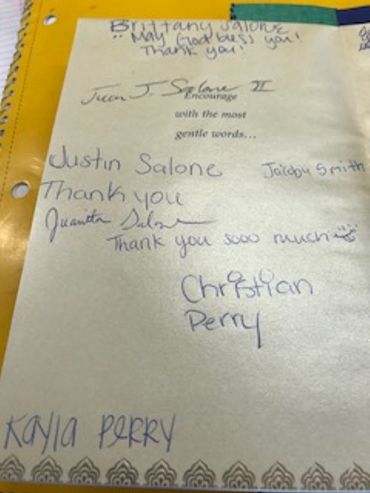 Brittany Salone
May God bless you!
Thank you!
Juan J. Salone II
Encourage
with the most
gentle words...
Justin Salone
Jacoby Smith
Thank you
Juanita Salone
Thank you sooo much
Christian
Perry
Kayla Perry